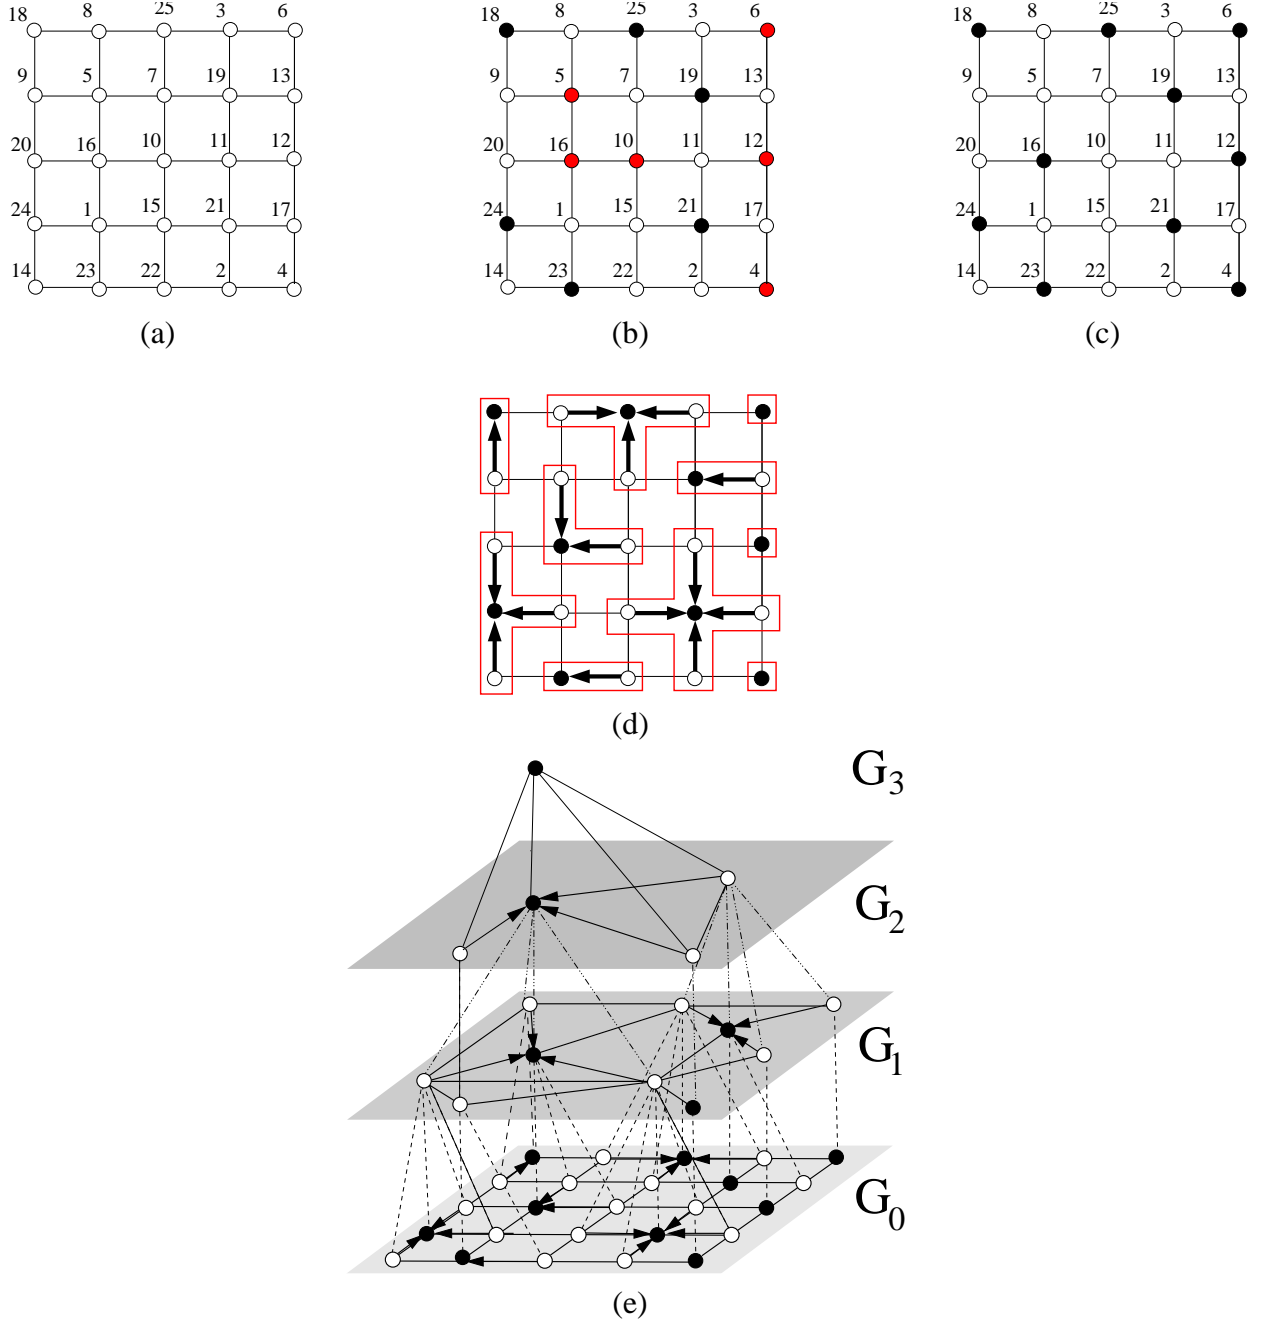 18 8 25 3 6 18 8 25 3 6 18 8 25 3 6
9 5 7 19 13 9 5 7 19 13 9 5 7 19 13
20 16 10 11 12 20 16 10 11 12 20 16 10 11 12
24 1 15 21 17 24 1 15 21 17 24 1 15 21 17
14 23 22 2 4 14 23 22 2 4 14 23 22 2 4
(a) (b) (c)
(d)
G3
G2
G1
G0
(e)